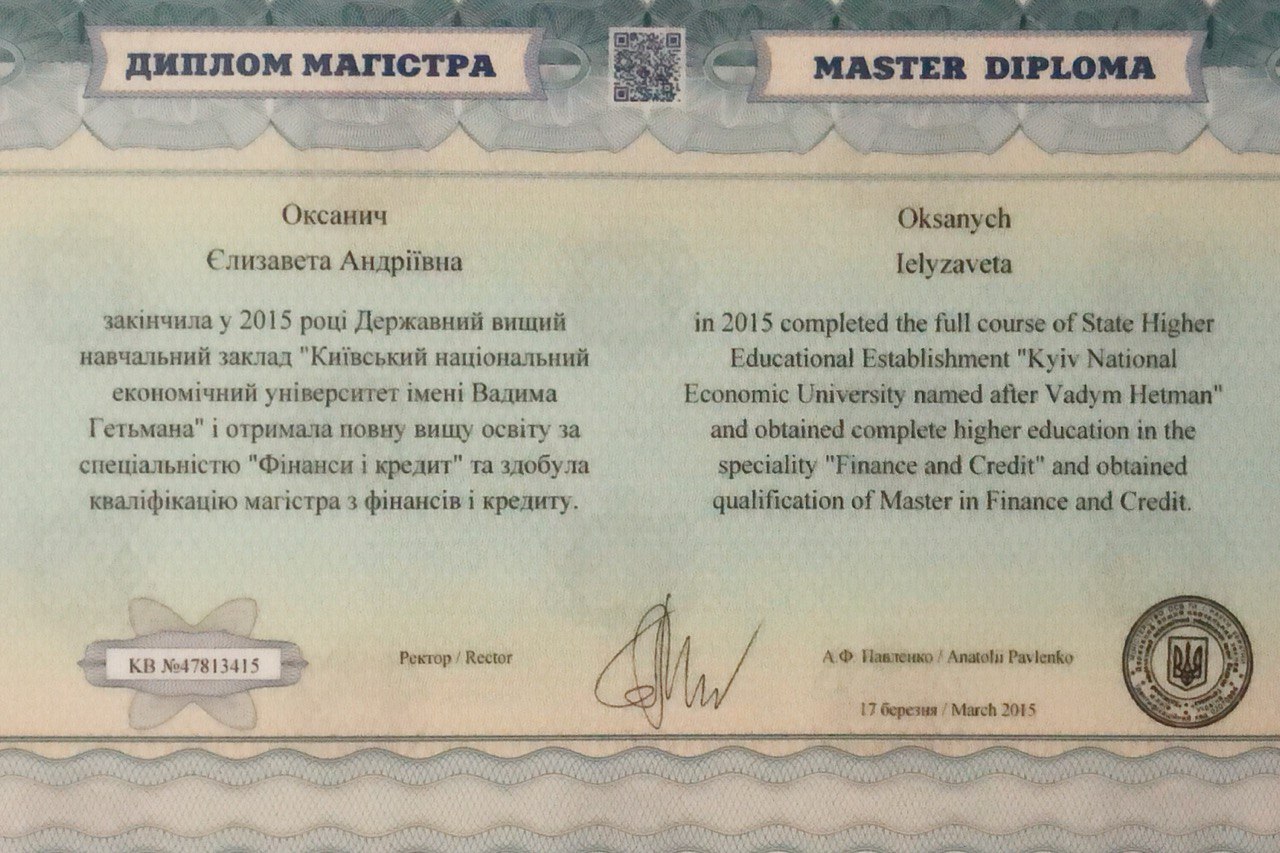 ДИПЛОМ МАГІСТРА
Оксанич
Єлизавета Андріївна
закінчила у 2015 році Державний вищий
навчальний заклад "Київський національний
економічний університет імені Вадима
Гетьмана" і отримала повну вищу освіту за
спеціальністю "Фінанси і кредит" та здобула
кваліфікацію магістра з фінансів і кредиту.
MASTER DIPLOMA
Oksanych
Ielyzaveta
in 2015 completed the full course of State Higher
Educational Establishment "Kyiv National
Economic University named after Vadym Hetman"
and obtained complete higher education in the
speciality "Finance and Credit" and obtained
qualification of Master in Finance and Credit.
КВ №47813415
Ректор / Rector
А.Ф. Павленко / Anatolii Pavlenko
17 березня / March 2015